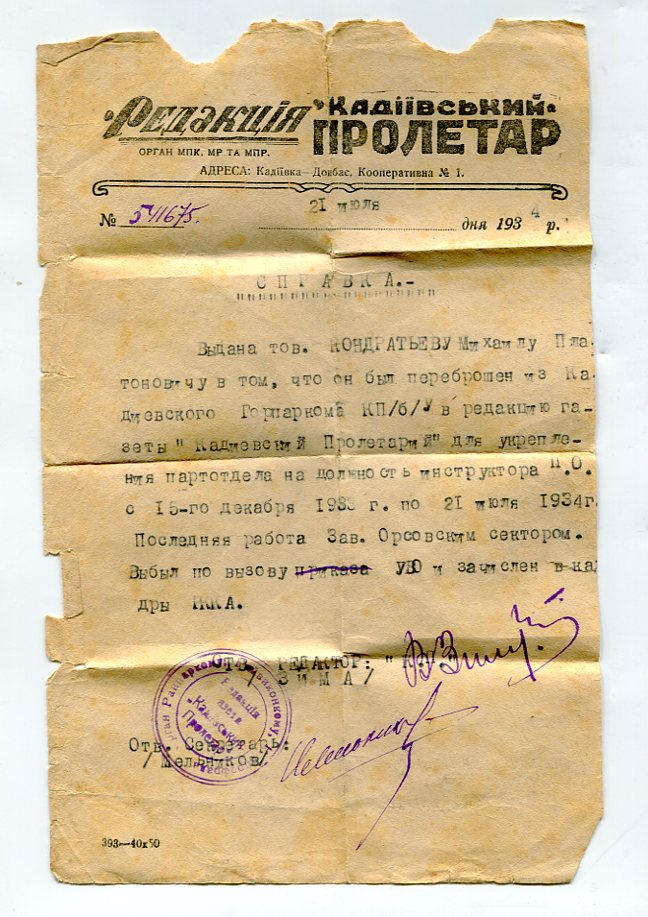 Редакція „Кадіївський
ПРОЛЕТАР"
ОРГАН МПК, МР ТА МПР.
АДРЕСА: Кадіївка—Донбас, Кооперативна № 1.
№ 541675. 21 июля дня 1934 р.
СПРАВКА.-
Выдана тов. КОНДРАТЬЕВУ Михаилу Пла-
тоновичу в том, что он был переброшен из Ка-
диевского Горпаркома КП/б/У в редакцию га-
зеты "Кадиевский Пролетарий" для укрепле-
ния партотдела на должность инструктора П.О.
с 15-го декабря 1933 г. по 21 июля 1934г.
Последняя работа Зав. Орсовским сектором.
Выбыл по вызову приказа УВО и зачислен в ка
дры РККА.
Отв. РЕДАКТОР: "К.П."
ЗИМА/
Редакція
газети
„Кадіївський
Пролетар"
Отв. Секретарь:
/Мельников/
393—40х50